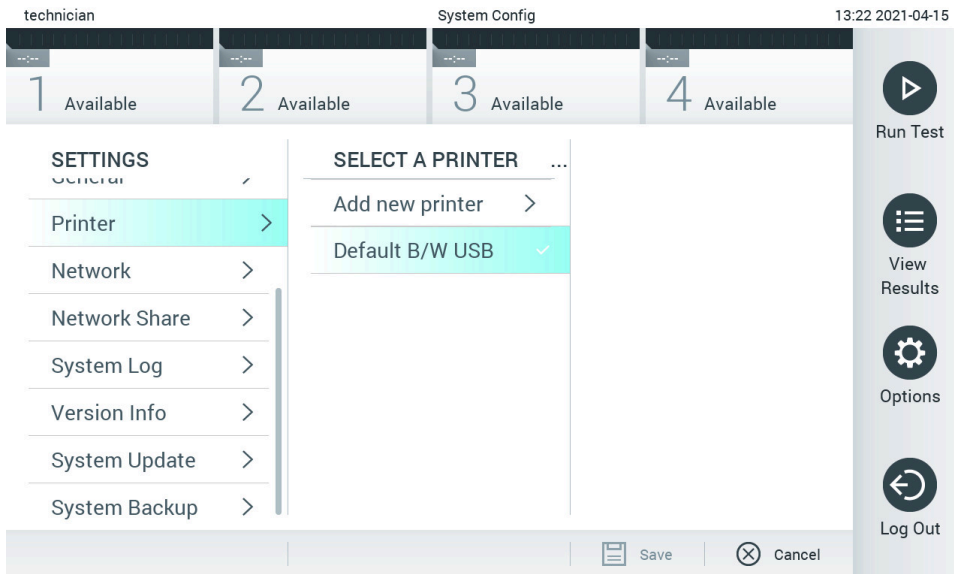 technician
System Config
13:22 2021-04-15
--:--
--:--
--:--
--:--
1 Available
2 Available
3 Available
4 Available
Run Test
View
Results
Options
Log Out
SETTINGS
General
Printer
Network
Network Share
System Log
Version Info
System Update
System Backup
SELECT A PRINTER ...
Add new printer
Default B/W USB
Save
Cancel